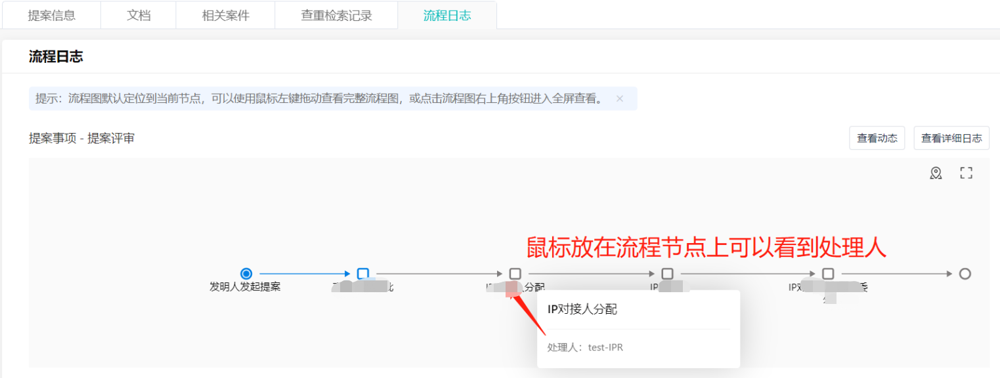 提案信息
文档
相关案件
查重检索记录
流程日志
流程日志
提示：流程图默认定位到当前节点，可以使用鼠标左键拖动查看完整流程图，或点击流程图右上角按钮进入全屏查看。
提案事项 - 提案评审
查看动态
查看详细日志
鼠标放在流程节点上可以看到处理人
发明人发起提案
分配
IP
IP对
委
IP对接人分配
处理人：test-IPR